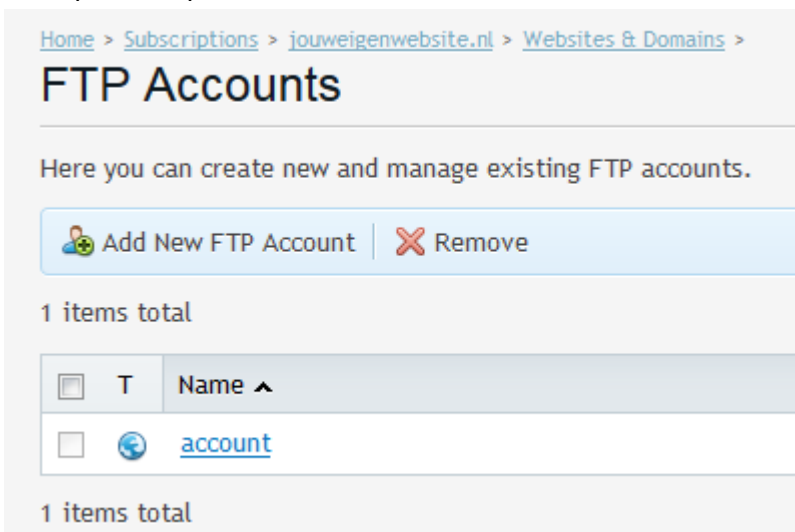 Home > Subscriptions > jouweigenwebsite.nl > Websites & Domains >
FTP Accounts
Here you can create new and manage existing FTP accounts.
Add New FTP Account Remove
1 items total
T Name
account
1 items total